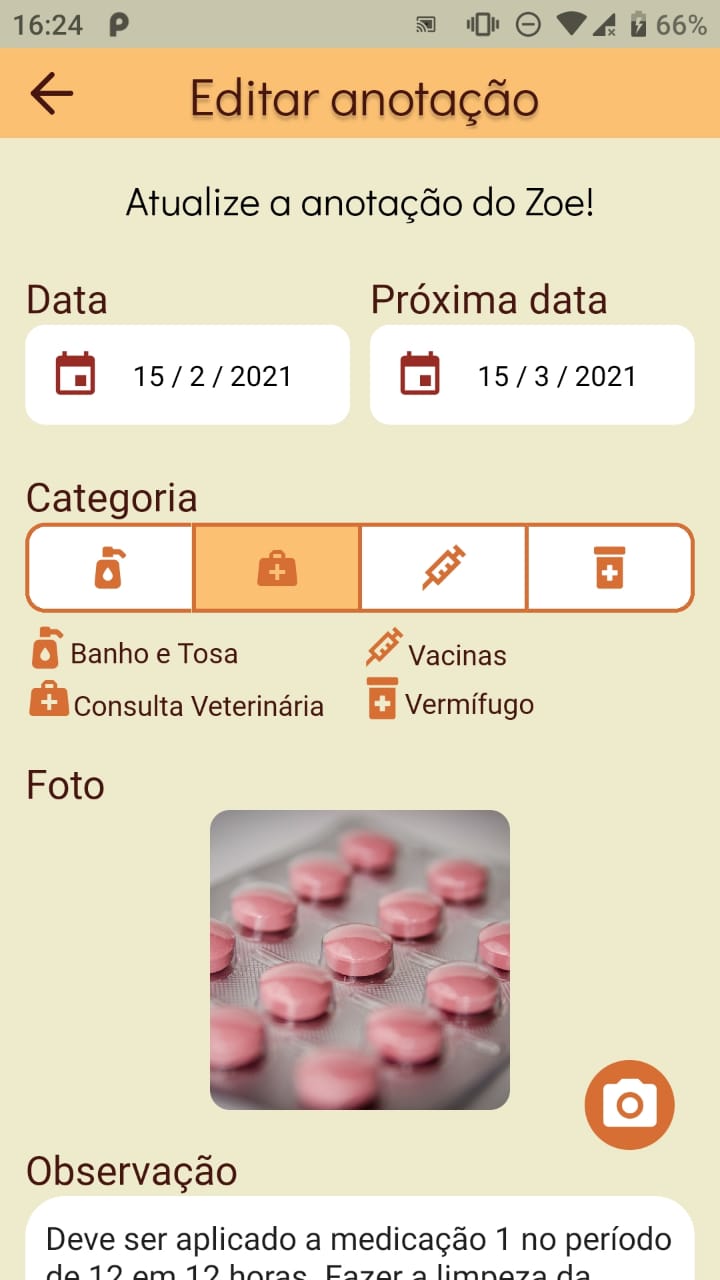 16:24 66%
Editar anotação
Atualize a anotação do Zoe!
Data Próxima data
15 / 2 / 2021 15 / 3 / 2021
Categoria
Banho e Tosa Vacinas
Consulta Veterinária Vermífugo
Foto
Observação
Deve ser aplicado a medicação 1 no período
de 12 em 12 horas. Fazer a limpeza da